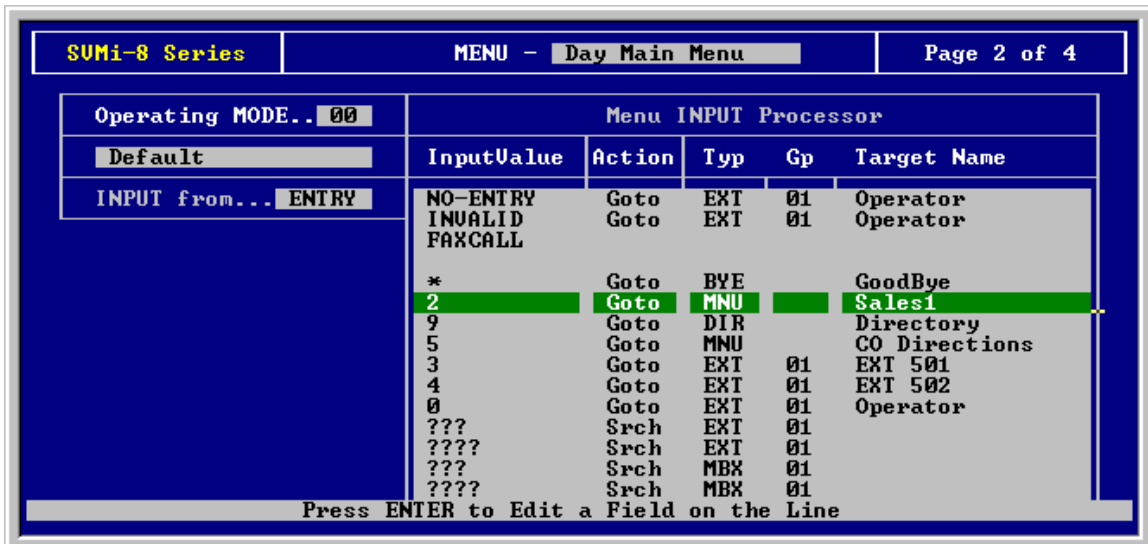 SVMi-8 Series MENU - Day Main Menu Page 2 of 4
Operating MODE.. 00 Menu INPUT Processor
Default InputValue Action Typ Gp Target Name
INPUT from... ENTRY NO-ENTRY Goto EXT 01 Operator
INVALID Goto EXT 01 Operator
FAXCALL
* Goto BYE GoodBye
2 Goto MNU Sales1
9 Goto DIR Directory
5 Goto MNU CO Directions
3 Goto EXT 01 EXT 501
4 Goto EXT 01 EXT 502
0 Goto EXT 01 Operator
??? Srch EXT 01
???? Srch EXT 01
??? Srch MBX 01
???? Srch MBX 01
Press ENTER to Edit a Field on the Line